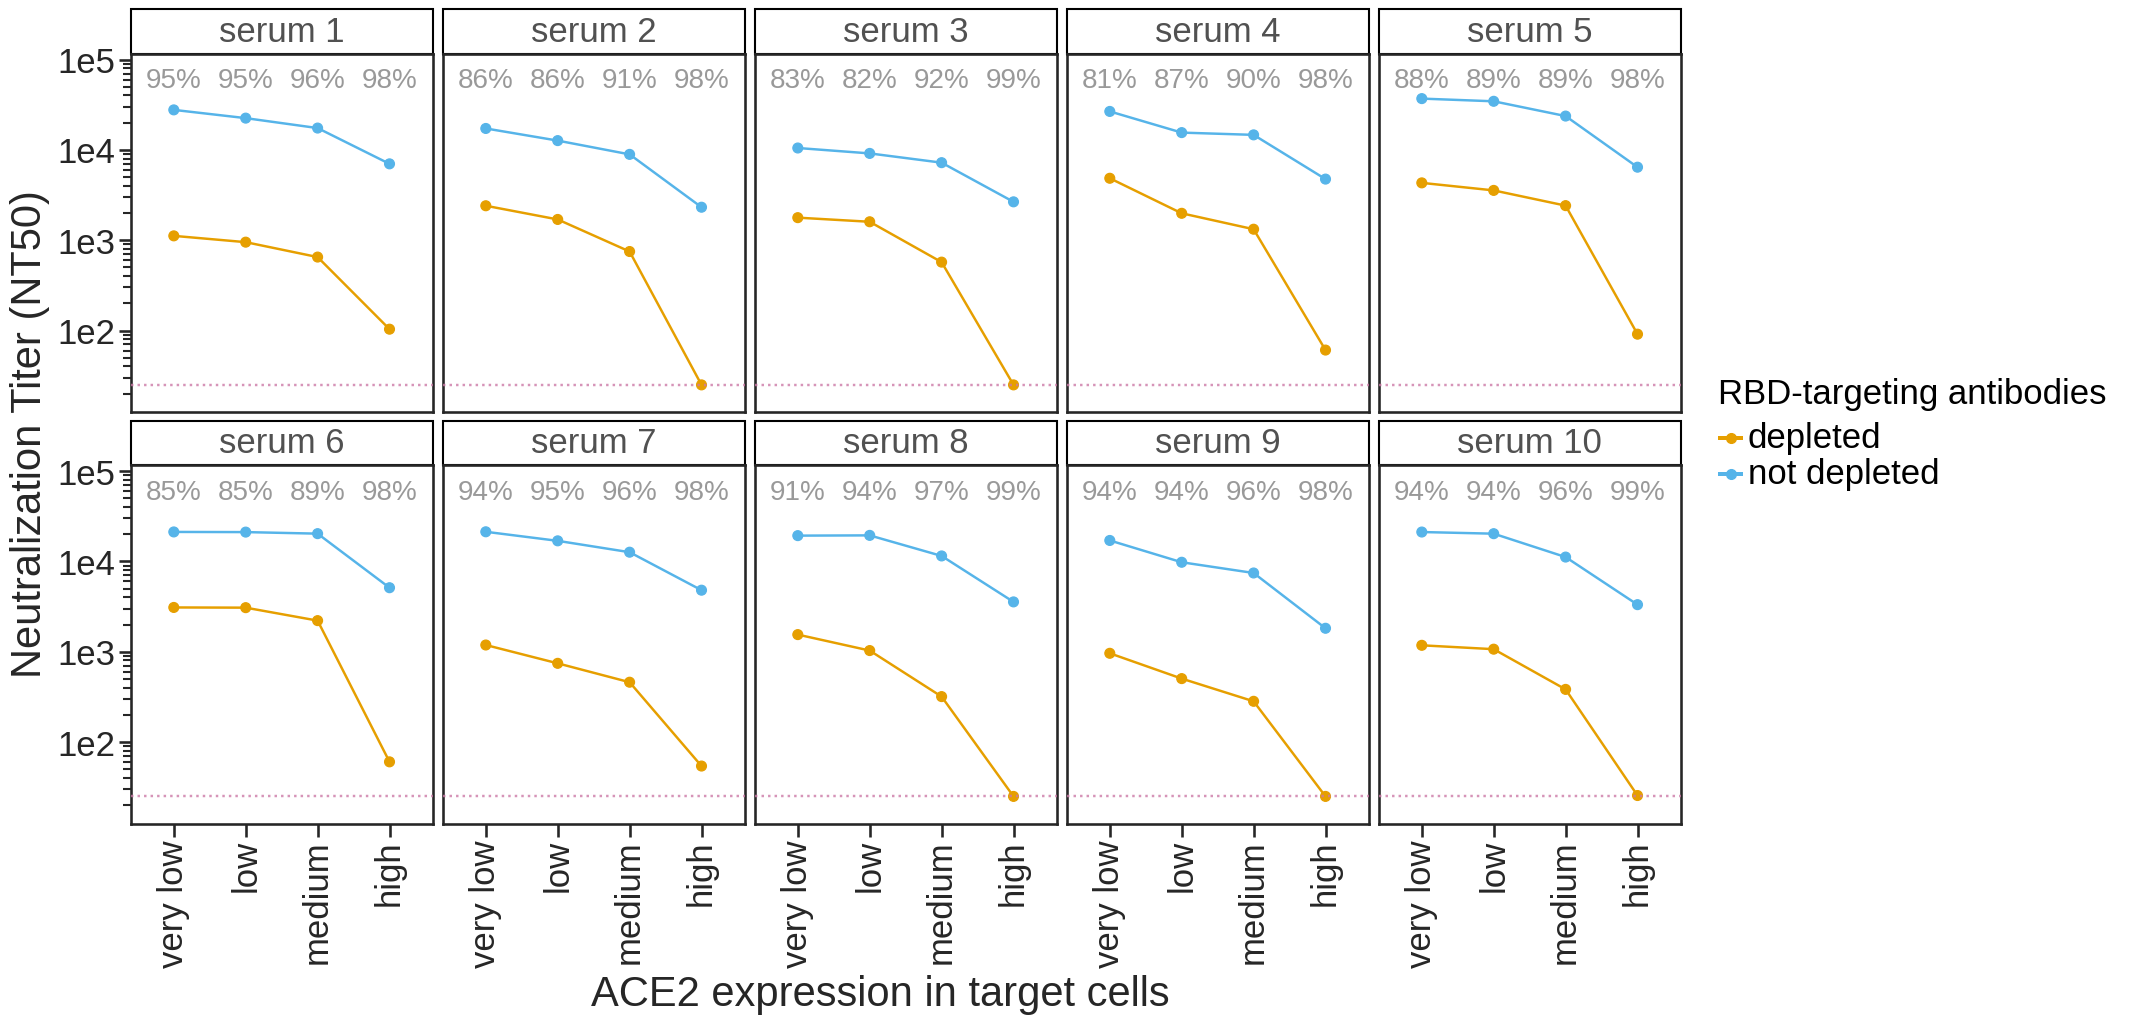 serum 1
serum 2
serum 3
serum 4
serum 5
1e5
95% 95% 96% 98%
86% 86% 91% 98%
83% 82% 92% 99%
81% 87% 90% 98%
88% 89% 89% 98%
1e4
1e3
1e2
Neutralization Titer (NT50)
RBD-targeting antibodies
depleted
not depleted
serum 6
serum 7
serum 8
serum 9
serum 10
1e5
85% 85% 89% 98%
94% 95% 96% 98%
91% 94% 97% 99%
94% 94% 96% 98%
94% 94% 96% 99%
1e4
1e3
1e2
very low
low
medium
high
very low
low
medium
high
very low
low
medium
high
very low
low
medium
high
very low
low
medium
high
ACE2 expression in target cells